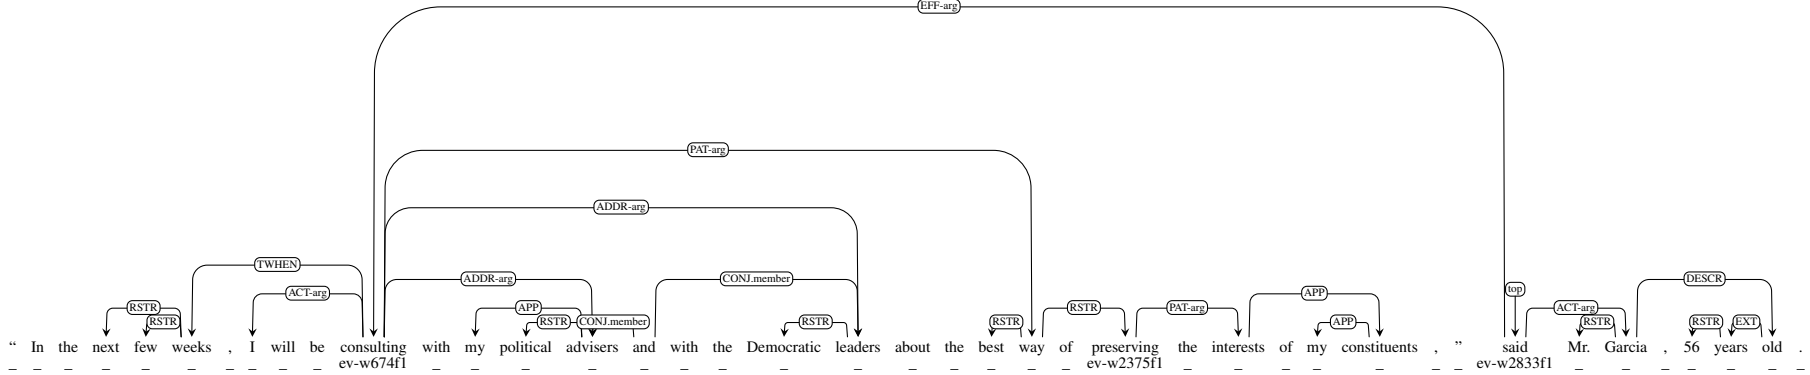 EFF-arg
PAT-arg
ADDR-arg
TWHEN
ADDR-arg CONJ.member DESCR
ACT-arg APP top
RSTR APP RSTR PAT-arg ACT-arg
RSTR RSTR CONJ.member RSTR RSTR APP RSTR RSTR EXT
“ In the next few weeks , I will be consulting with my political advisers and with the Democratic leaders about the best way of preserving the interests of my constituents , ” said Mr. Garcia , 56 years old .
_ _ _ _ _ _ _ _ _ _ ev-w674f1 _ _ _ _ _ _ _ _ _ _ _ _ _ _ ev-w2375f1 _ _ _ _ _ _ _ ev-w2833f1 _ _ _ _ _ _ _